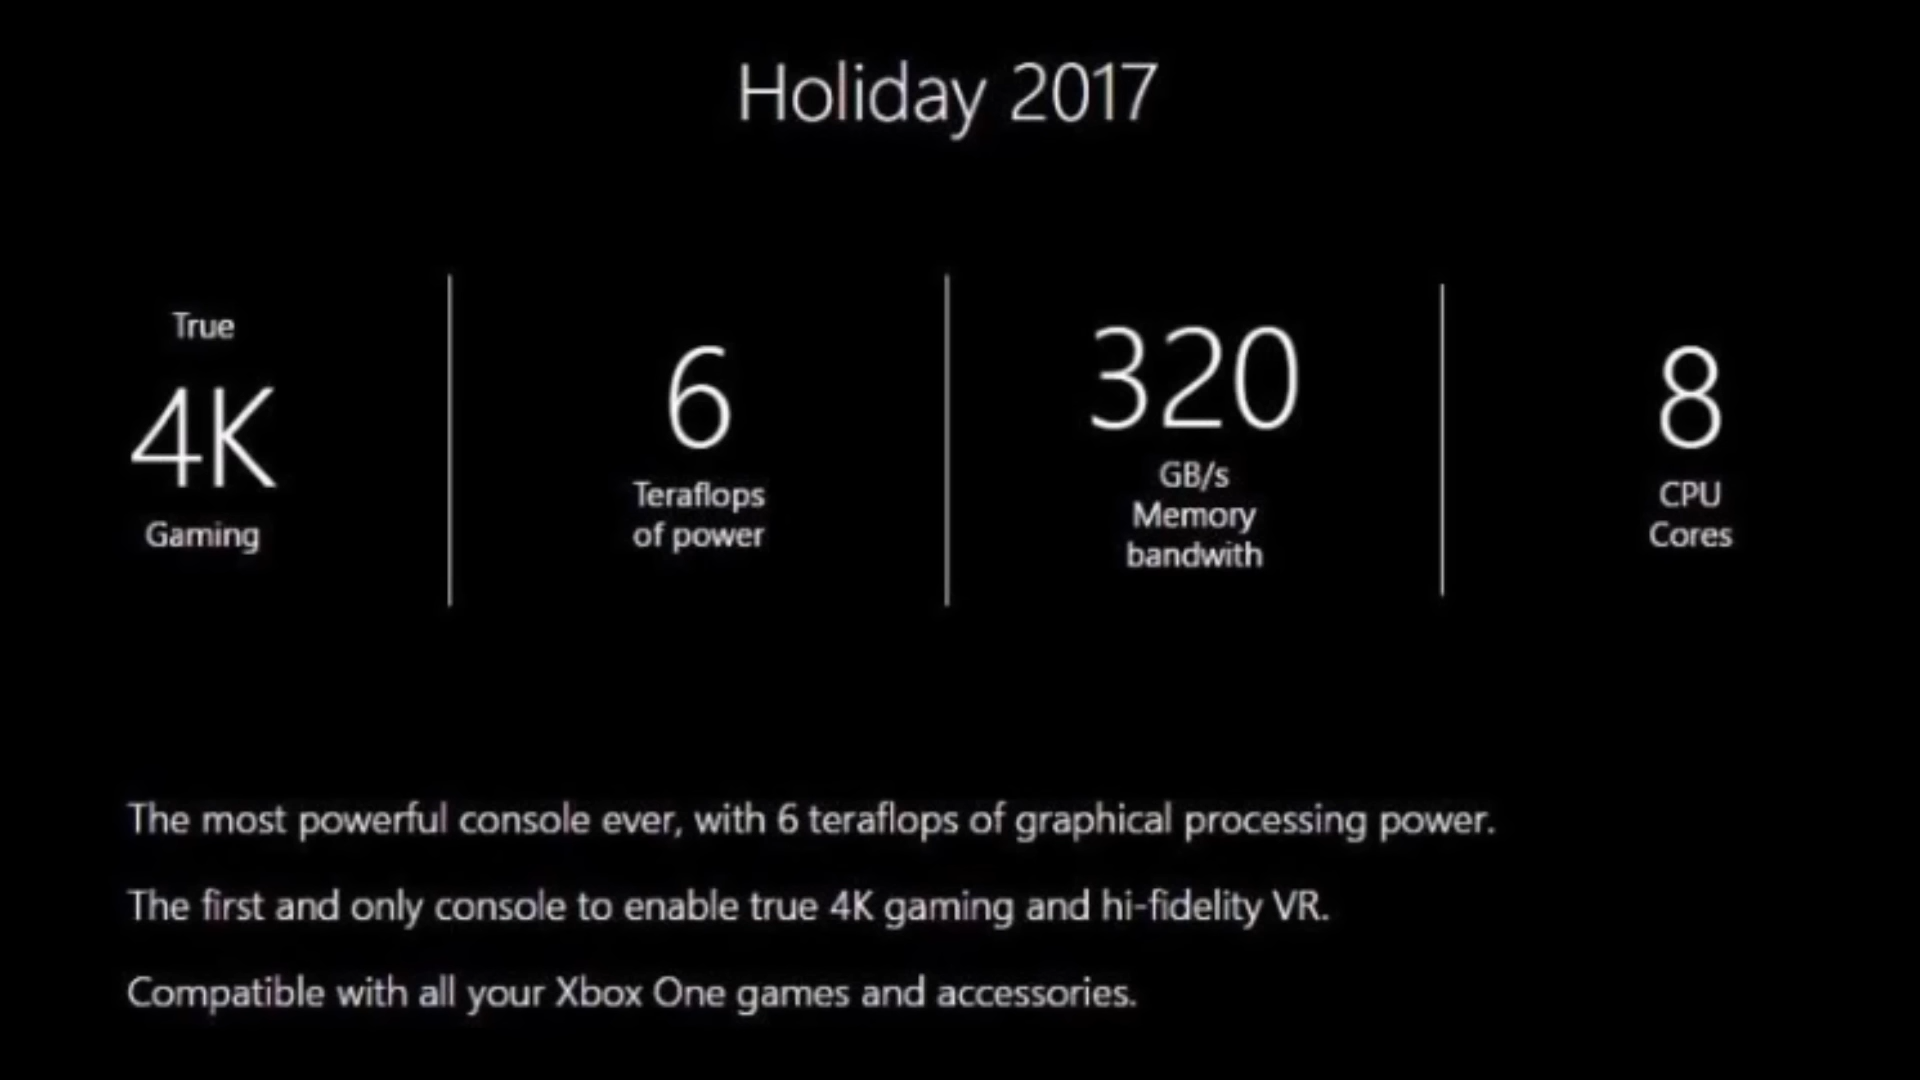 Holiday 2017
True
4K
Gaming
6
Teraflops
of power
320
GB/s
Memory
bandwith
8
CPU
Cores
The most powerful console ever, with 6 teraflops of graphical processing power.
The first and only console to enable true 4K gaming and hi-fidelity VR.
Compatible with all your Xbox One games and accessories.